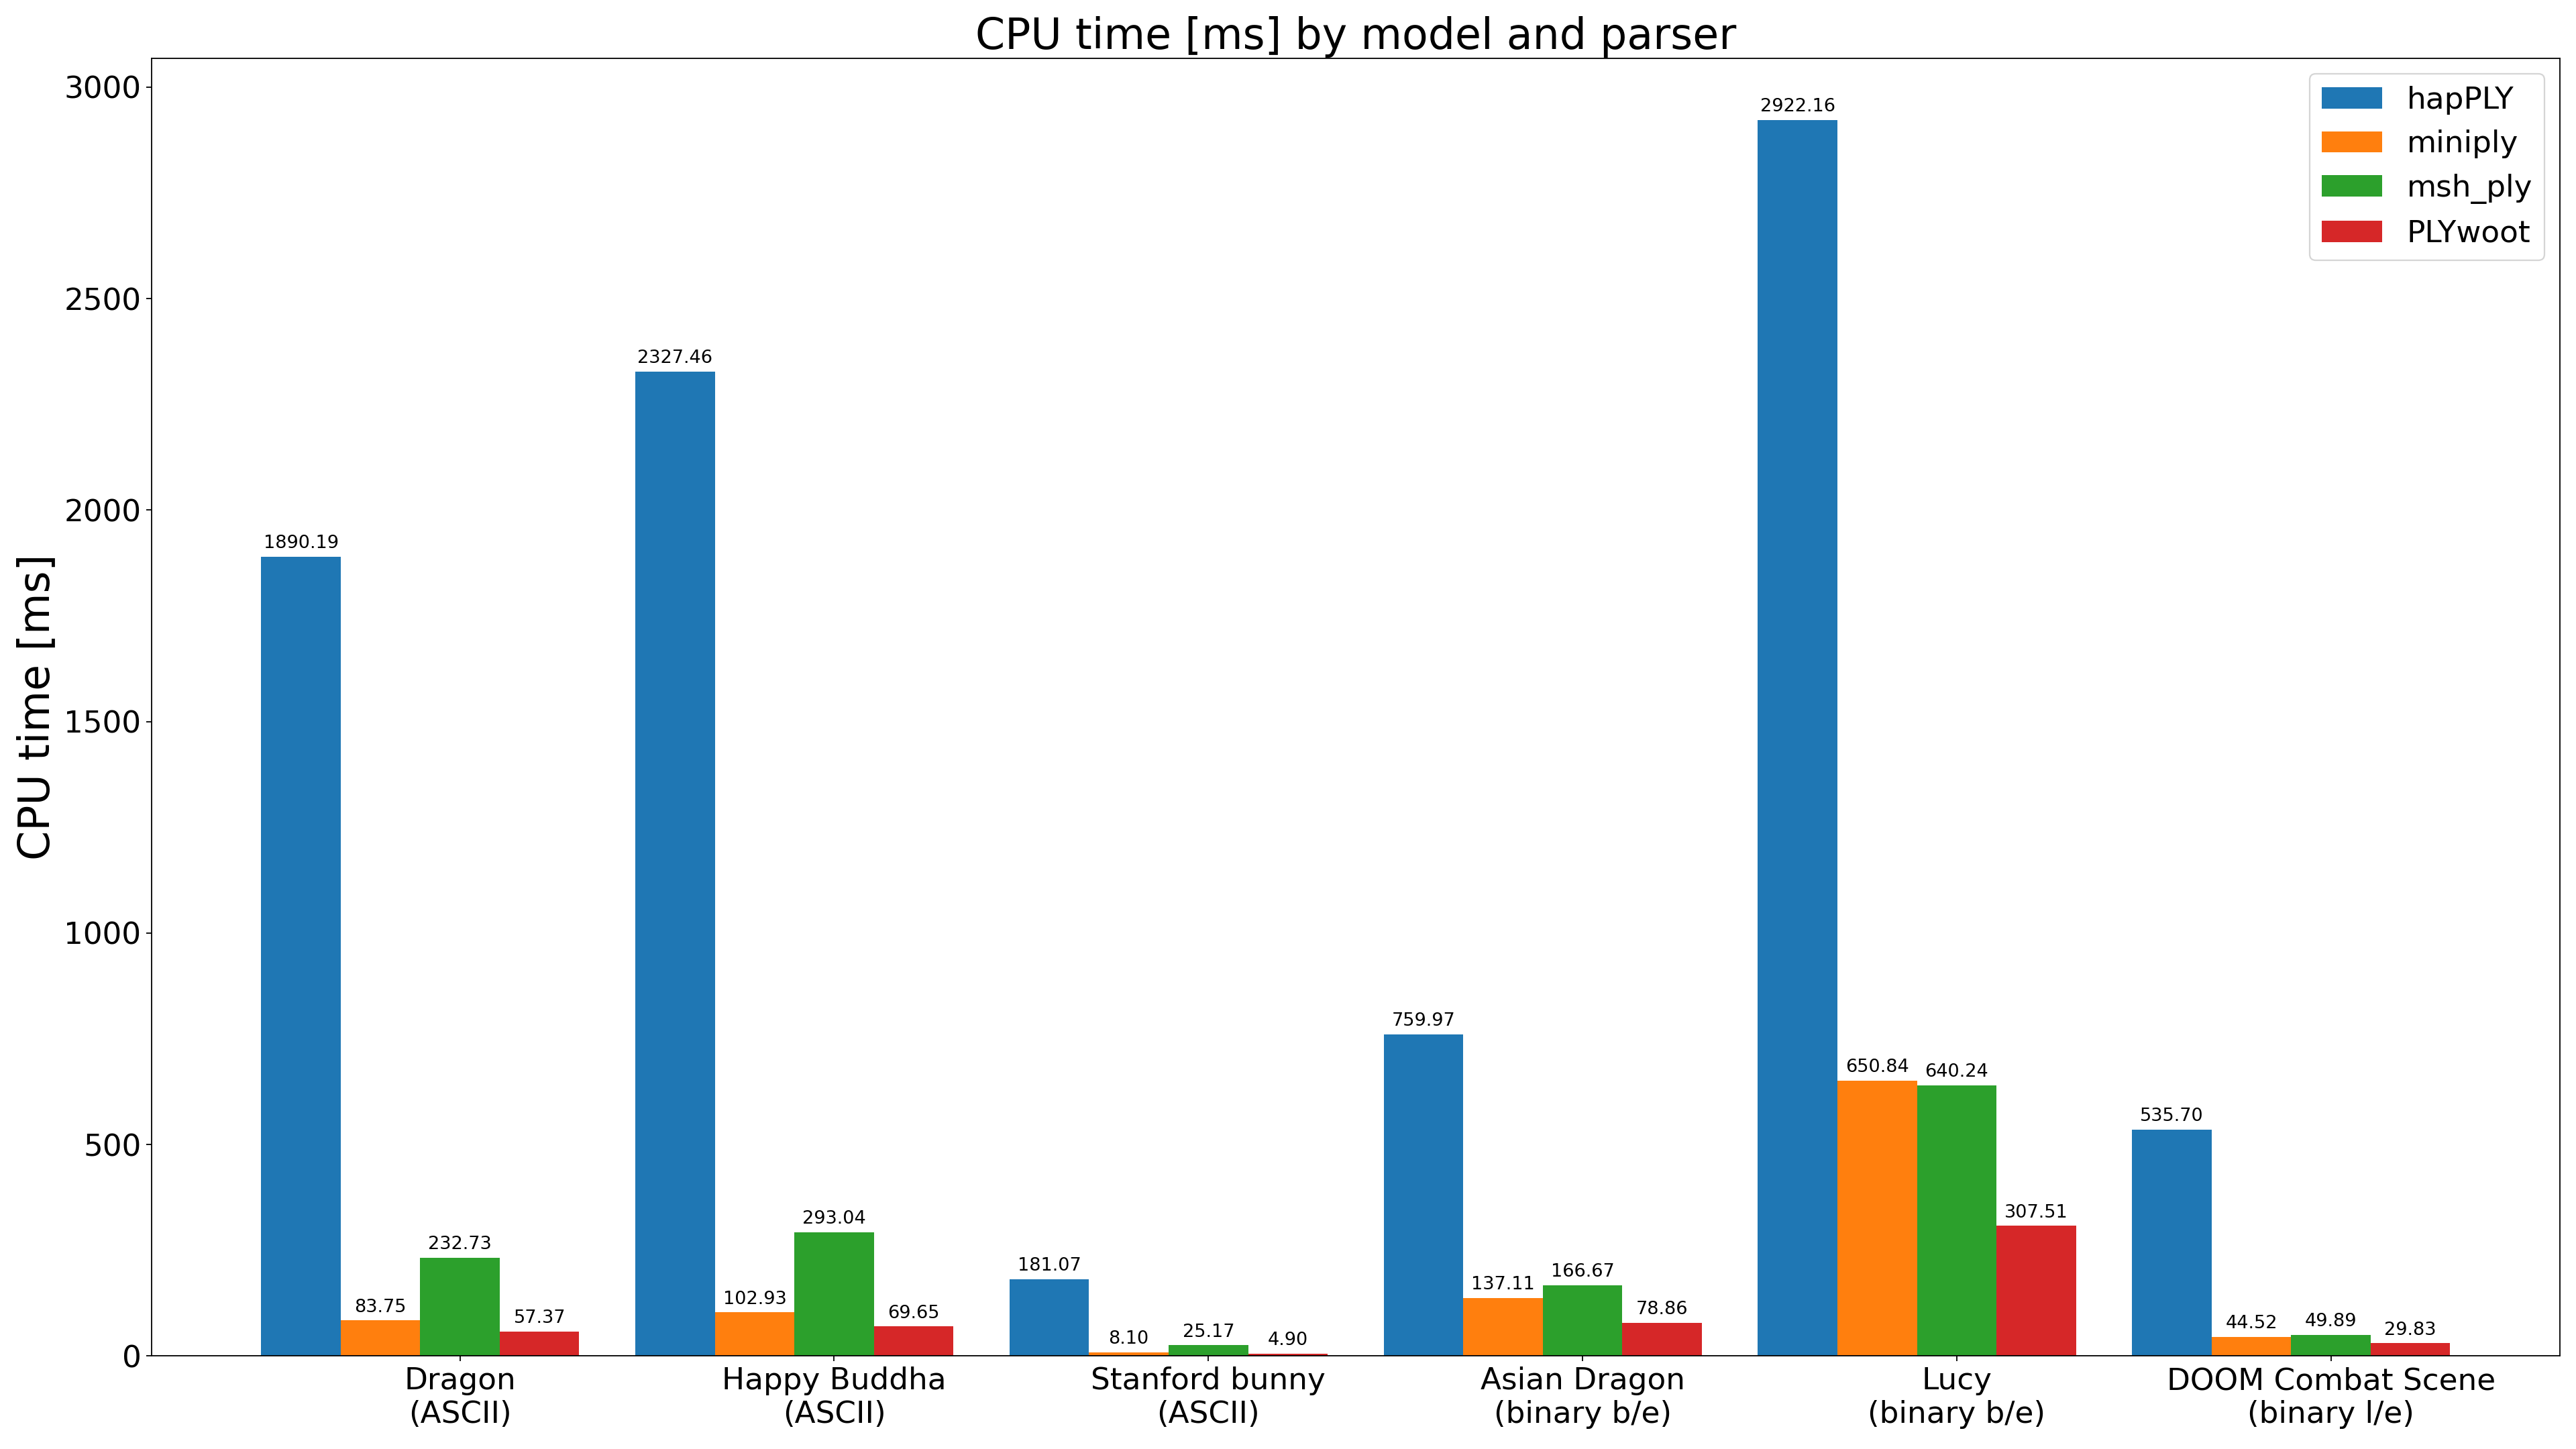 CPU time [ms] by model and parser
CPU time [ms]
3000
2500
2000
1500
1000
500
0
hapPLY
miniply
msh_ply
PLYwoot
1890.19
83.75
232.73
57.37
2327.46
102.93
293.04
69.65
181.07
8.10
25.17
4.90
759.97
137.11
166.67
78.86
2922.16
650.84
640.24
307.51
535.70
44.52
49.89
29.83
Dragon
(ASCII)
Happy Buddha
(ASCII)
Stanford bunny
(ASCII)
Asian Dragon
(binary b/e)
Lucy
(binary b/e)
DOOM Combat Scene
(binary l/e)